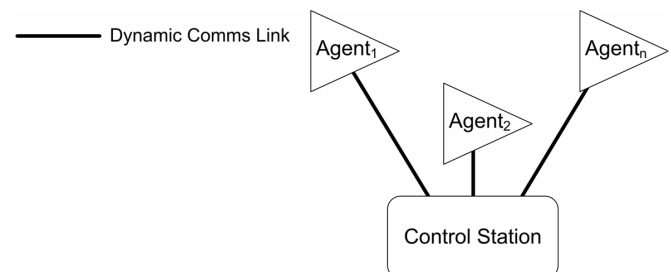 Dynamic Comms Link
Agent₁
Agentₙ
Agent₂
Control Station